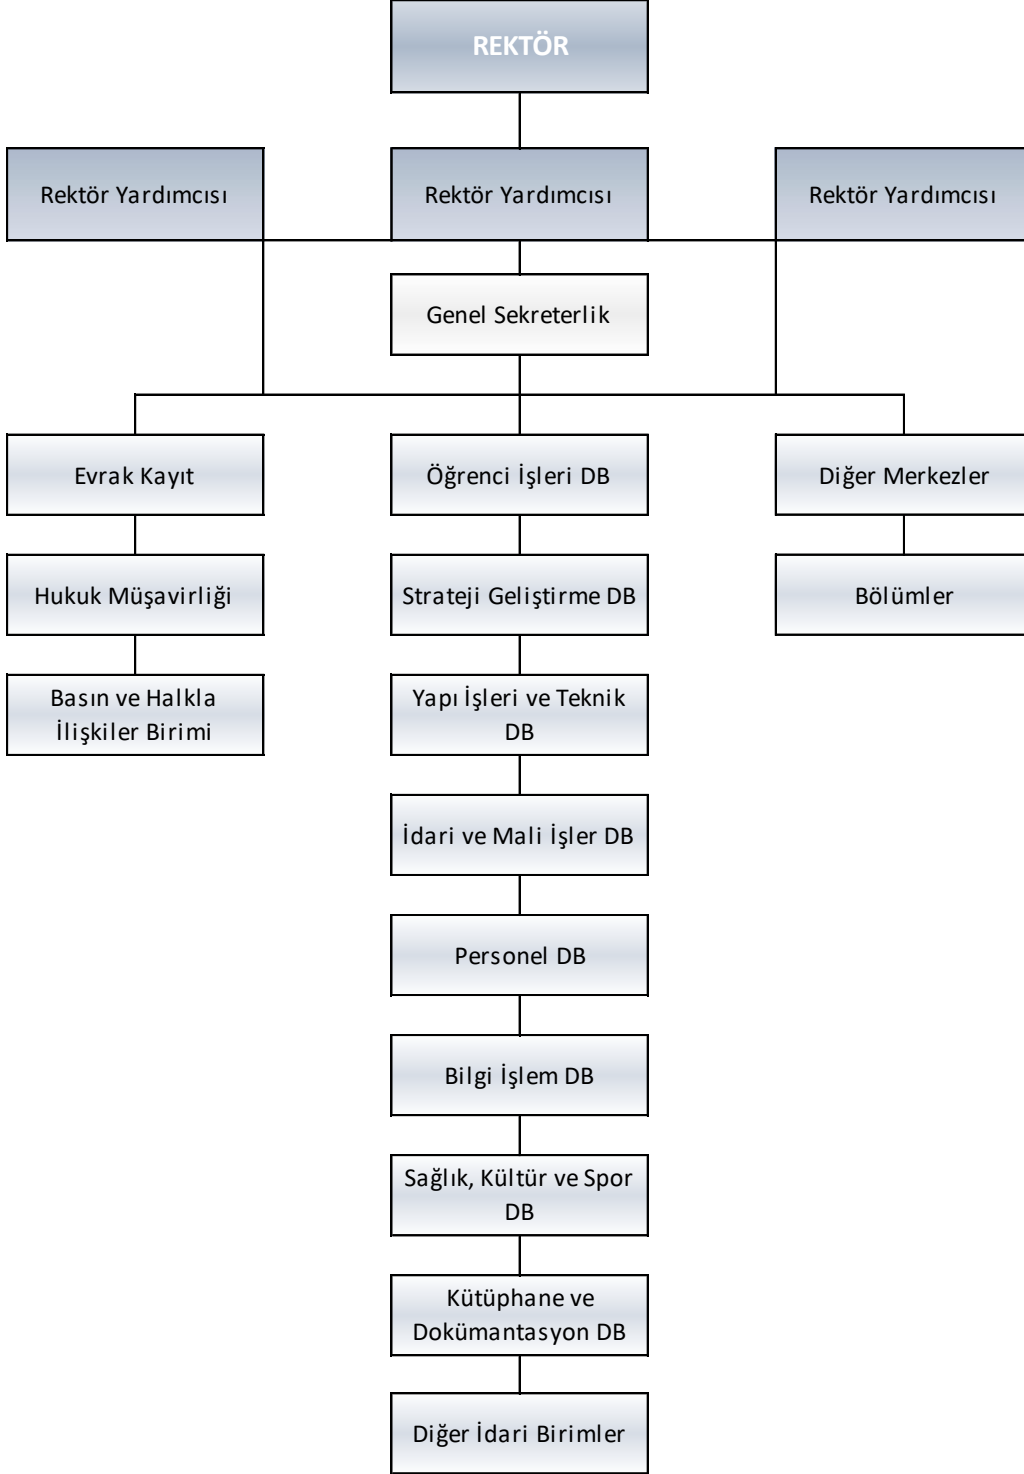 REKTÖR
Rektör Yardımcısı
Rektör Yardımcısı
Rektör Yardımcısı
Genel Sekreterlik
Evrak Kayıt
Öğrenci İşleri DB
Diğer Merkezler
Hukuk Müşavirliği
Strateji Geliştirme DB
Bölümler
Basın ve Halkla
İlişkiler Birimi
Yapı İşleri ve Teknik
DB
İdari ve Mali İşler DB
Personel DB
Bilgi İşlem DB
Sağlık, Kültür ve Spor
DB
Kütüphane ve
Dokümantasyon DB
Diğer İdari Birimler